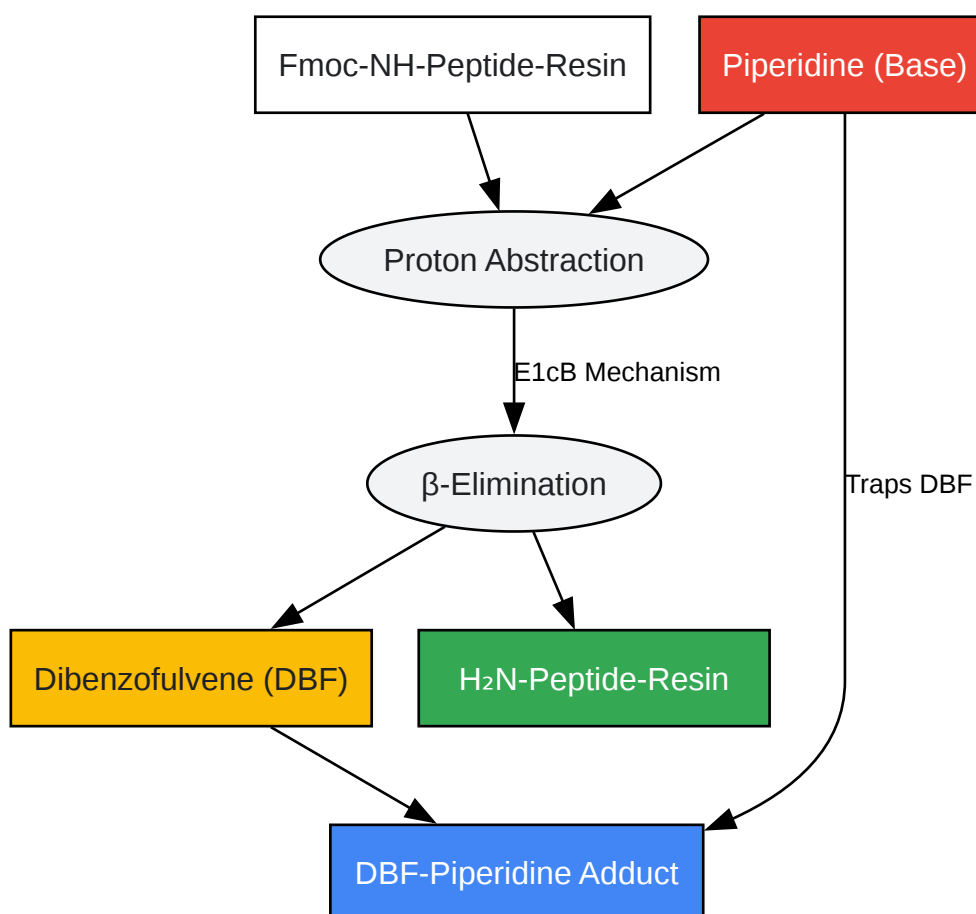 Fmoc-NH-Peptide-Resin
Piperidine (Base)
Proton Abstraction
E1cB Mechanism
β-Elimination
Traps DBF
Dibenzofulvene (DBF)
H₂N-Peptide-Resin
DBF-Piperidine Adduct